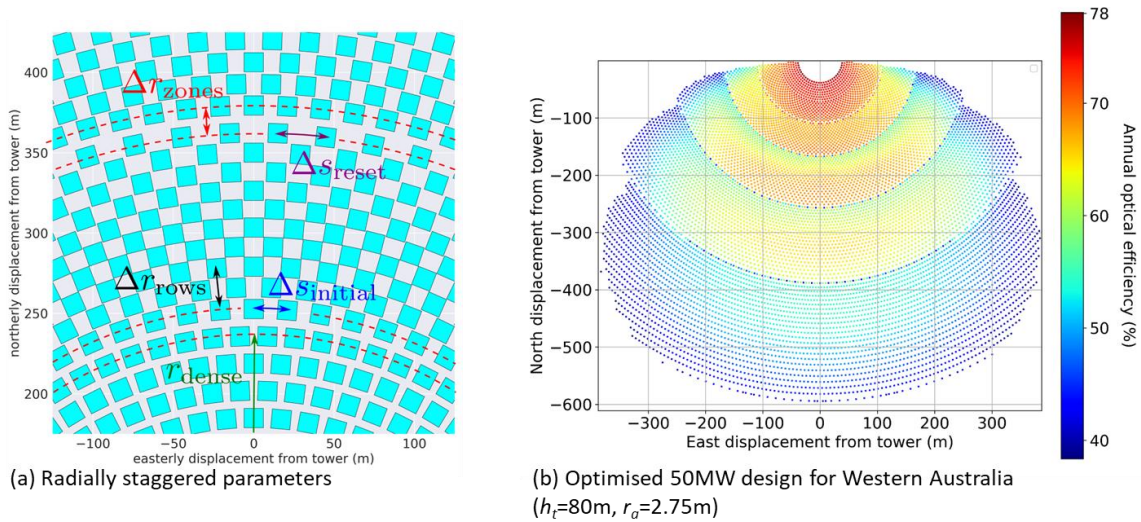 Δr_zones
Δs_reset
Δr_rows
Δs_initial
r_dense
northerly displacement from tower (m)
400
350
300
250
200
−100
−50
0
50
100
easterly displacement from tower (m)
(a) Radially staggered parameters
North displacement from tower (m)
−100
−200
−300
−400
−500
−600
−300
−200
−100
0
100
200
300
East displacement from tower (m)
78
70
60
50
40
Annual optical efficiency (%)
(b) Optimised 50MW design for Western Australia
(h_t=80m, r_a=2.75m)